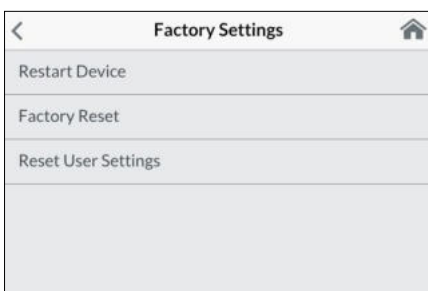 Factory Settings
Restart Device
Factory Reset
Reset User Settings